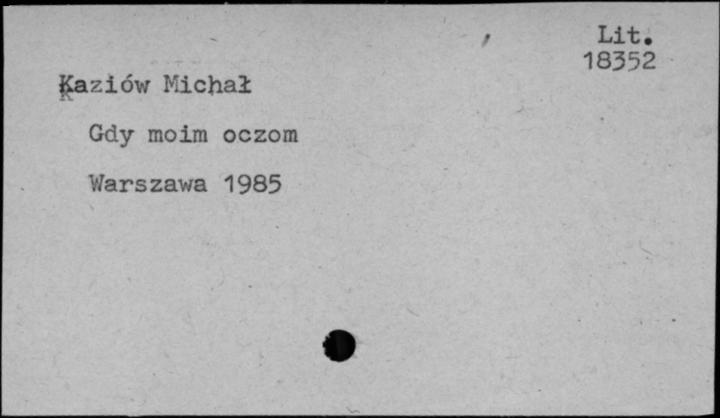 Lit.
18352
Kaziów Michał
Gdy moim oczom
Warszawa 1985